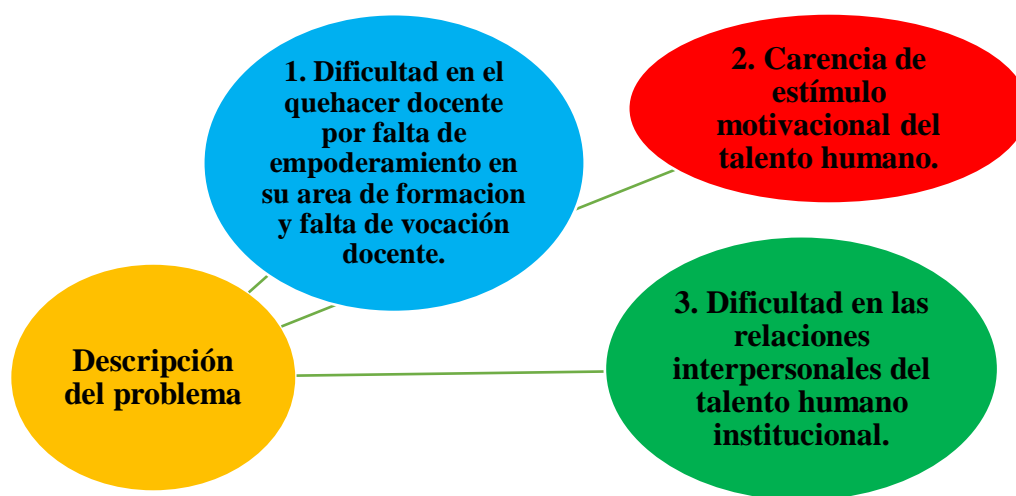 1. Dificultad en el
quehacer docente
por falta de
empoderamiento en
su area de formacion
y falta de vocación
docente.
2. Carencia de
estímulo
motivacional del
talento humano.
3. Dificultad en las
relaciones
interpersonales del
talento humano
institucional.
Descripción
del problema